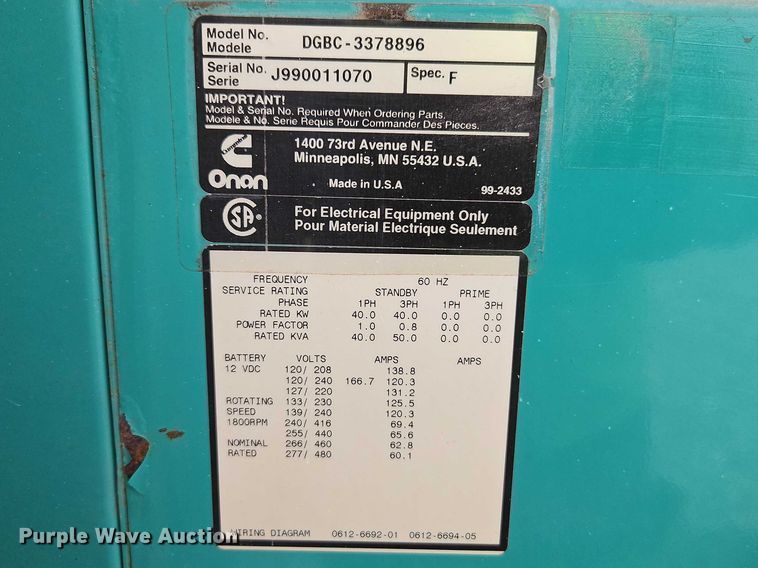 Model No. DGBC-3378896
Modele
Serial No. J990011070 Spec. F
Serie
IMPORTANT!
Model & Serial No. Required When Ordering Parts.
Modele & No. Serie Requis Pour Commander Des Pieces.
1400 73rd Avenue N.E.
Minneapolis, MN 55432 U.S.A.
Onan Made in U.S.A 99-2433
SA For Electrical Equipment Only
Pour Material Electrique Seulement
FREQUENCY 60 HZ
SERVICE RATING STANDBY PRIME
PHASE 1PH 3PH 1PH 3PH
RATED KW 40.0 40.0 0.0 0.0
POWER FACTOR 1.0 0.8 0.0 0.0
RATED KVA 40.0 50.0 0.0 0.0
BATTERY VOLTS AMPS AMPS
12 VDC 120/ 208 138.8
120/ 240 166.7 120.3
127/ 220 131.2
ROTATING 133/ 230 125.5
SPEED 139/ 240 120.3
1800RPM 240/ 416 69.4
255/ 440 65.6
NOMINAL 266/ 460 62.8
RATED 277/ 480 60.1
WIRING DIAGRAM 0612-6692-01 0612-6694-05
Purple Wave Auction